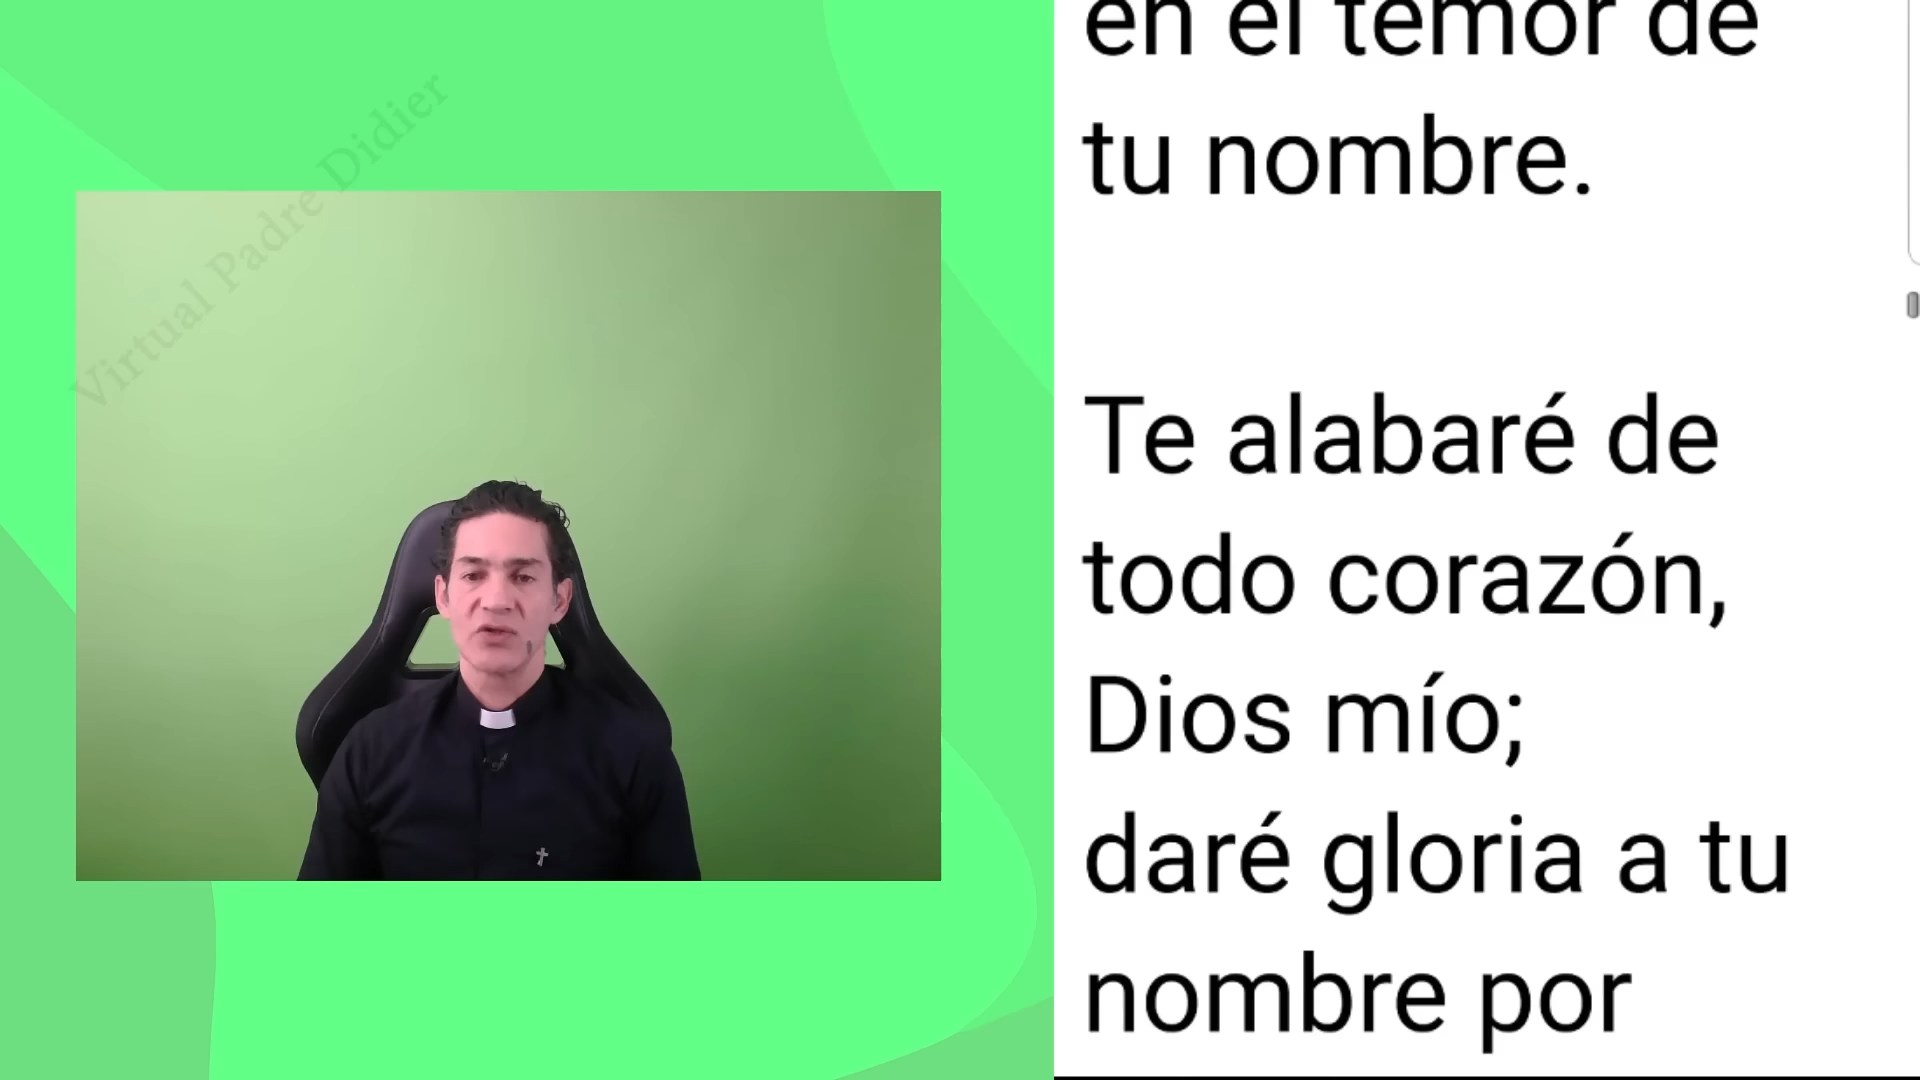 Virtual Padre Didier
en el temor de
tu nombre.
Te alabaré de
todo corazón,
Dios mío;
daré gloria a tu
nombre por